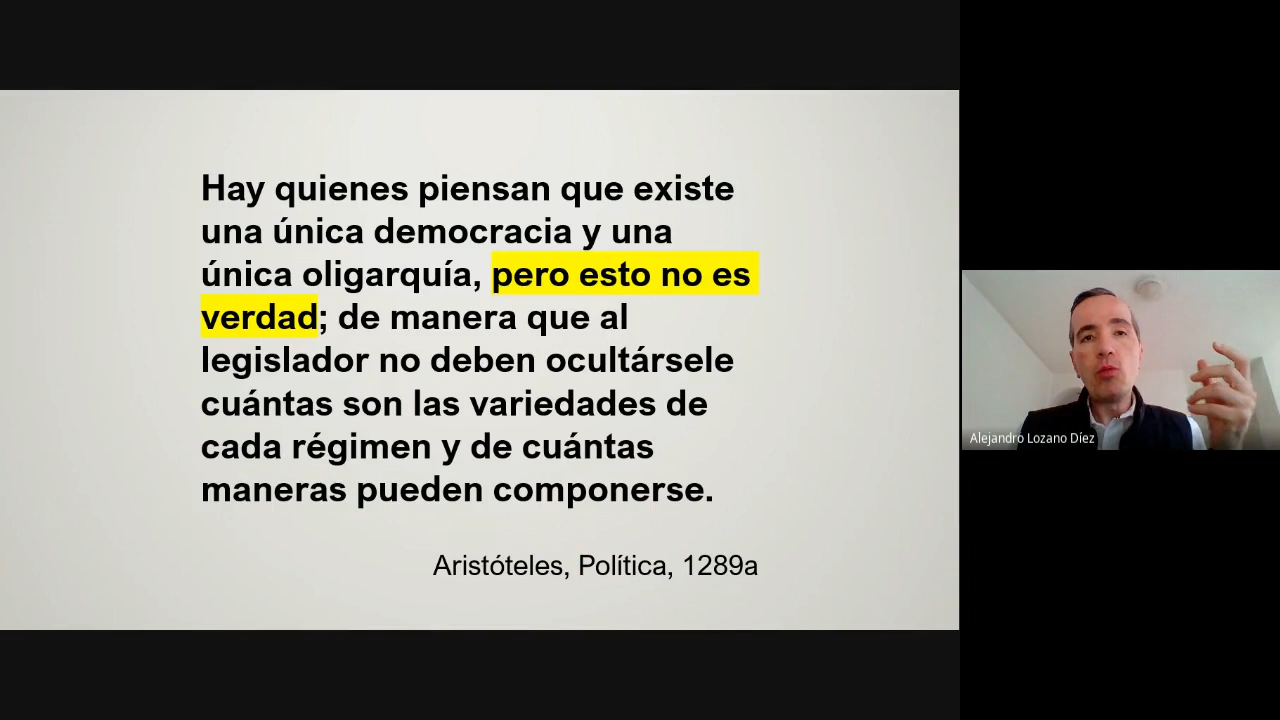 Hay quienes piensan que existe
una única democracia y una
única oligarquía, pero esto no es
verdad; de manera que al
legislador no deben ocultársele
cuántas son las variedades de
cada régimen y de cuántas
maneras pueden componerse.
Aristóteles, Política, 1289a
Alejandro Lozano Díez